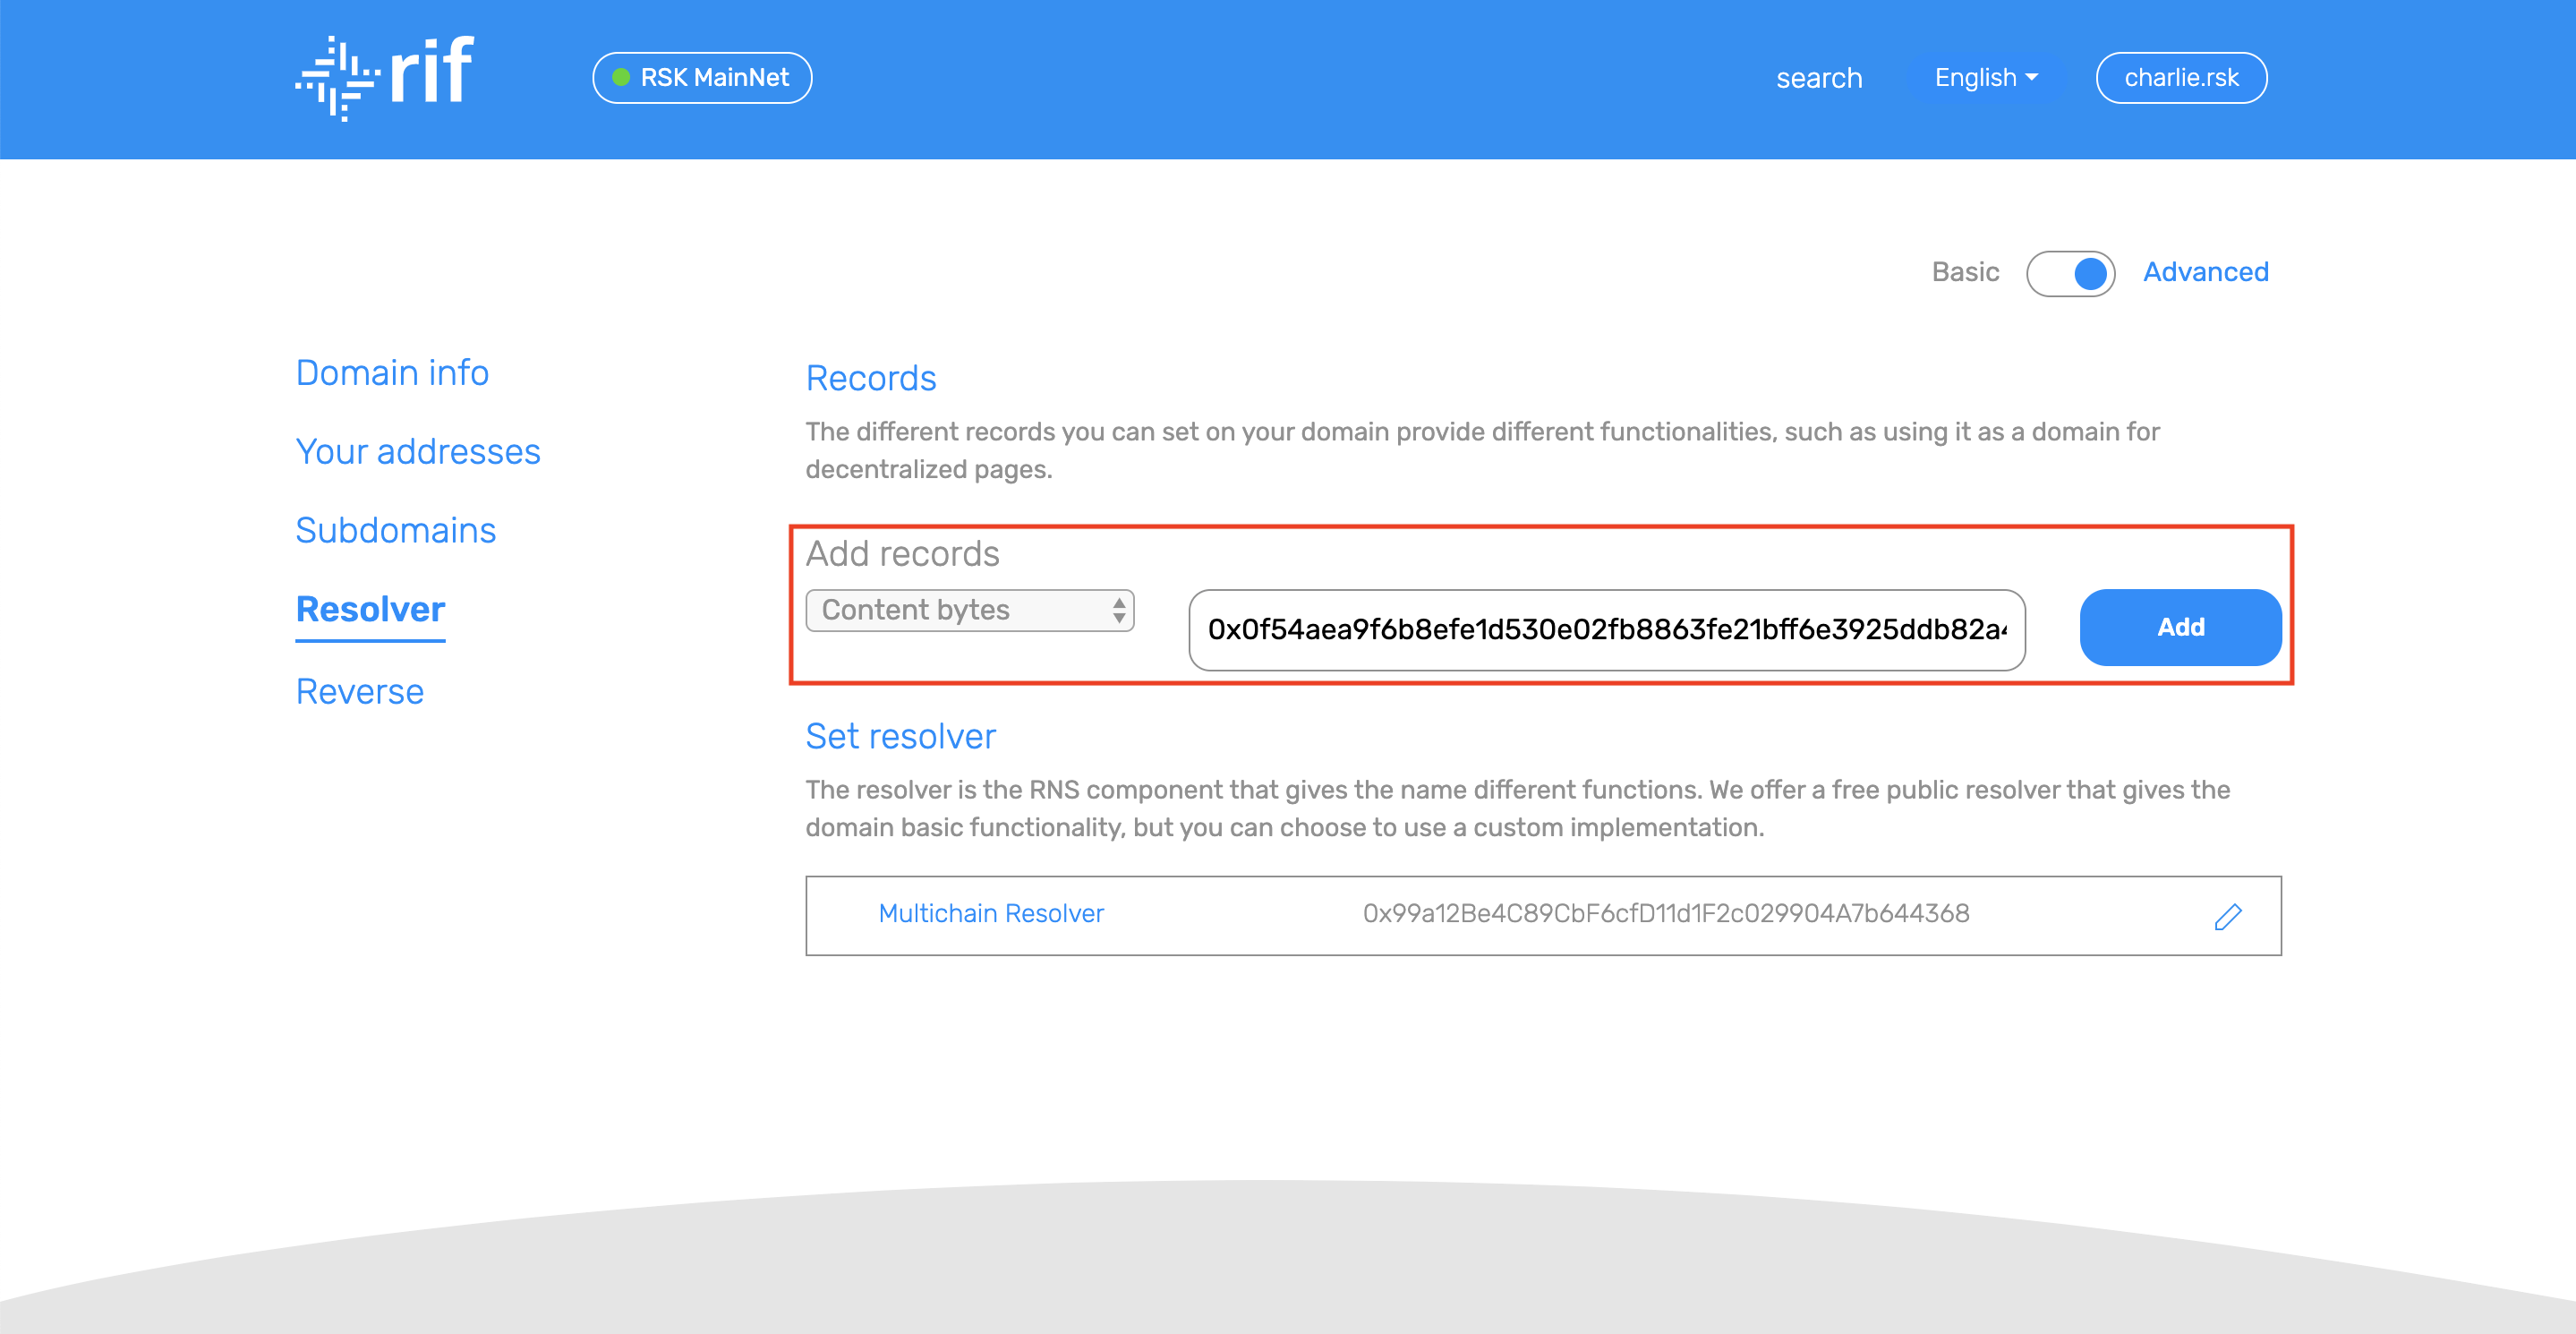 rif
RSK MainNet
search
English
charlie.rsk
Basic
Advanced
Domain info
Your addresses
Subdomains
Resolver
Reverse
Records
The different records you can set on your domain provide different functionalities, such as using it as a domain for
decentralized pages.
Add records
Content bytes
0x0f54aea9f6b8efe1d530e02fb8863fe21bff6e3925ddb82a
Add
Set resolver
The resolver is the RNS component that gives the name different functions. We offer a free public resolver that gives the
domain basic functionality, but you can choose to use a custom implementation.
Multichain Resolver
0x99a12Be4C89CbF6cfD11d1F2c029904A7b644368